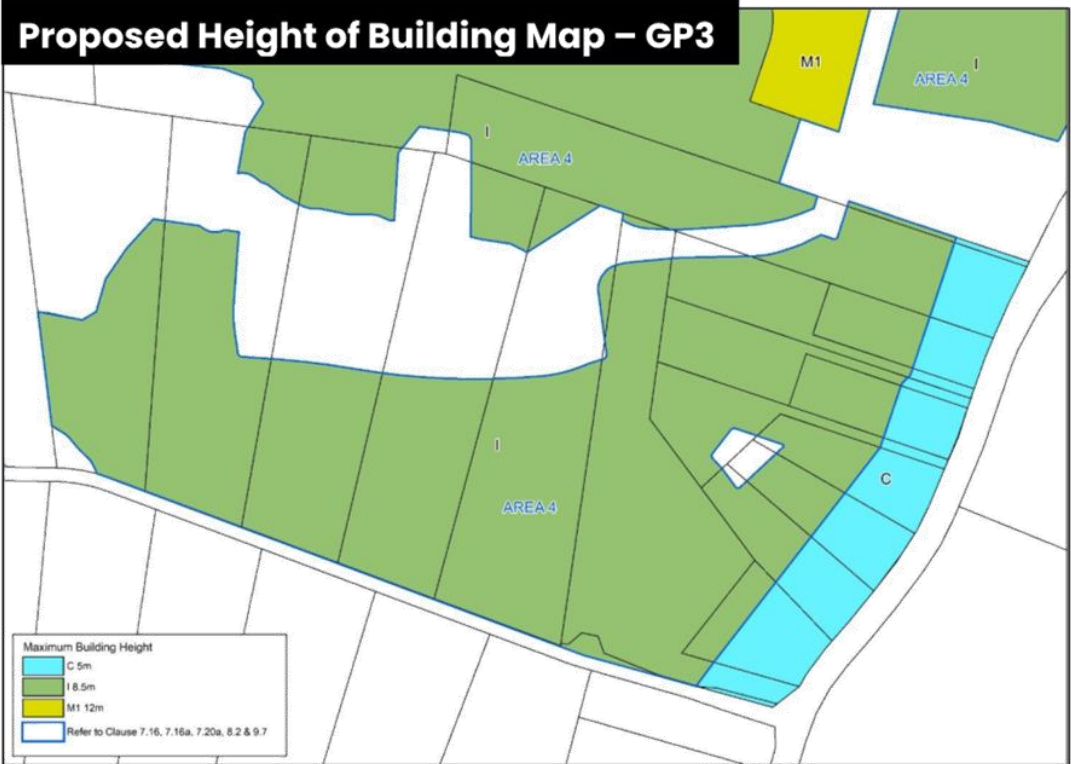 Proposed Height of Building Map – GP3
M1
I
AREA 4
I
AREA 4
I
AREA 4
C
Maximum Building Height
C 5m
I 8.5m
M1 12m
Refer to Clause 7.16, 7.16a, 7.20a, 8.2 & 9.7